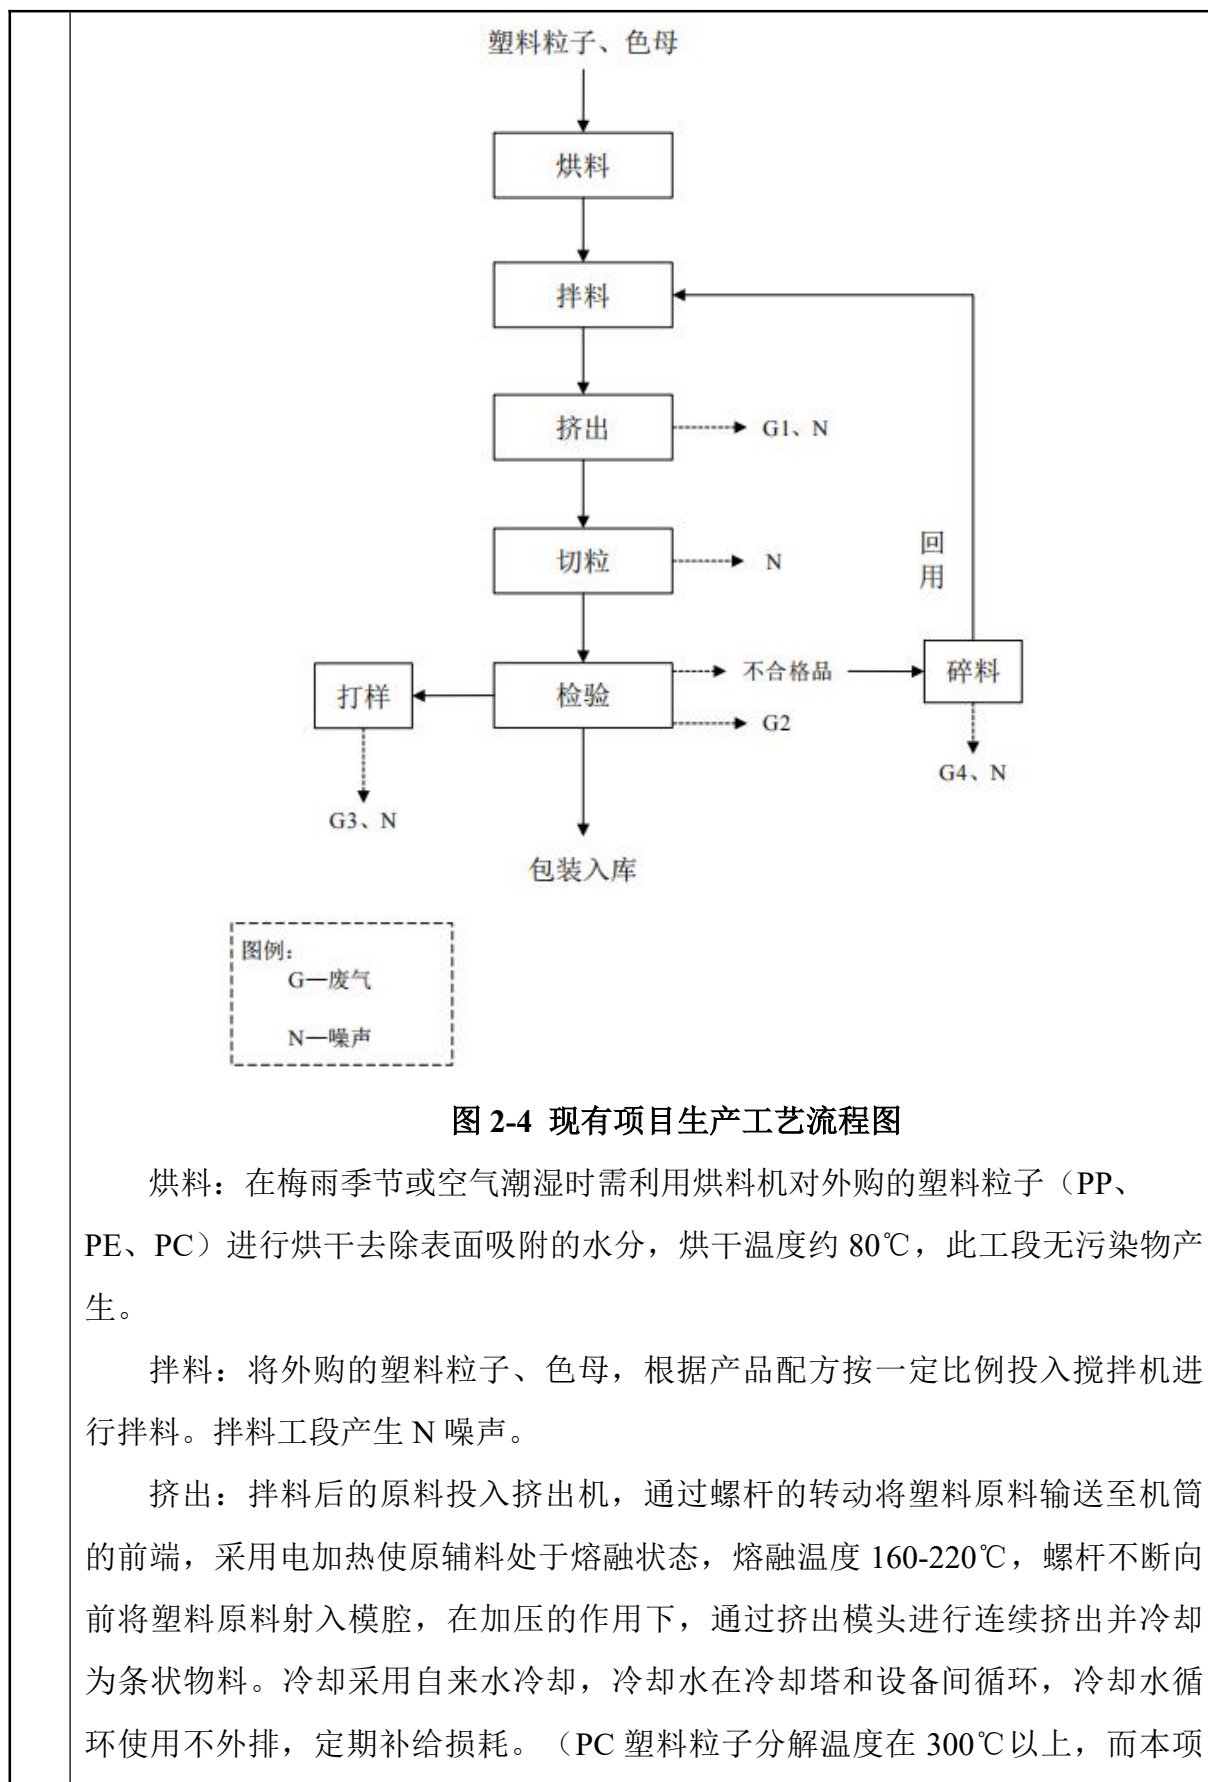 塑料粒子、色母
烘料
拌料
挤出
G1、N
切粒
N
回
用
打样
检验
不合格品
碎料
G2
G4、N
G3、N
包装入库
图例：
G—废气
N—噪声
图 2-4 现有项目生产工艺流程图
烘料：在梅雨季节或空气潮湿时需利用烘料机对外购的塑料粒子（PP、
PE、PC）进行烘干去除表面吸附的水分，烘干温度约 80℃，此工段无污染物产
生。
拌料：将外购的塑料粒子、色母，根据产品配方按一定比例投入搅拌机进
行拌料。拌料工段产生 N 噪声。
挤出：拌料后的原料投入挤出机，通过螺杆的转动将塑料原料输送至机筒
的前端，采用电加热使原辅料处于熔融状态，熔融温度 160-220℃，螺杆不断向
前将塑料原料射入模腔，在加压的作用下，通过挤出模头进行连续挤出并冷却
为条状物料。冷却采用自来水冷却，冷却水在冷却塔和设备间循环，冷却水循
环使用不外排，定期补给损耗。（PC 塑料粒子分解温度在 300℃以上，而本项